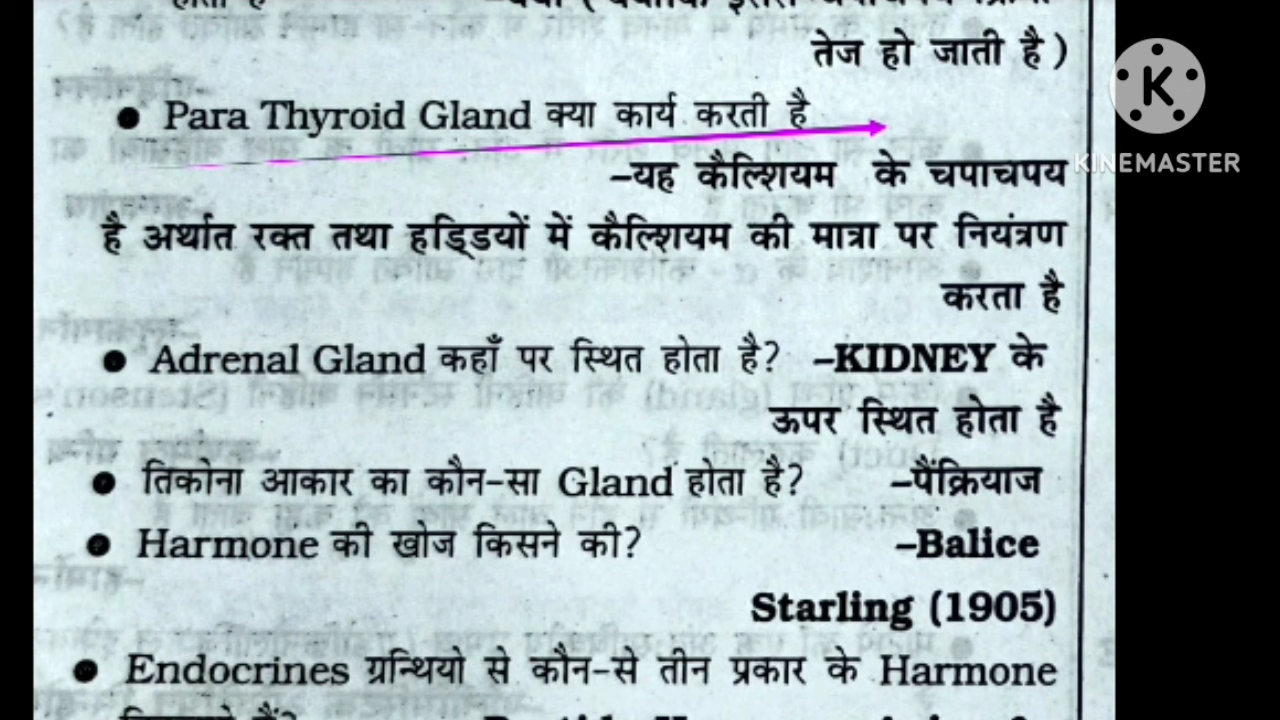 तेज हो जाती है)
• Para Thyroid Gland क्या कार्य करती है
–यह कैल्शियम के चपाचपय
है अर्थात रक्त तथा हड्डियों में कैल्शियम की मात्रा पर नियंत्रण
करता है
• Adrenal Gland कहाँ पर स्थित होता है? –KIDNEY के
ऊपर स्थित होता है
• तिकोना आकार का कौन-सा Gland होता है? –पैंक्रियाज
• Harmone की खोज किसने की? –Balice
Starling (1905)
• Endocrines ग्रन्थियो से कौन-से तीन प्रकार के Harmone
K
KINEMASTER